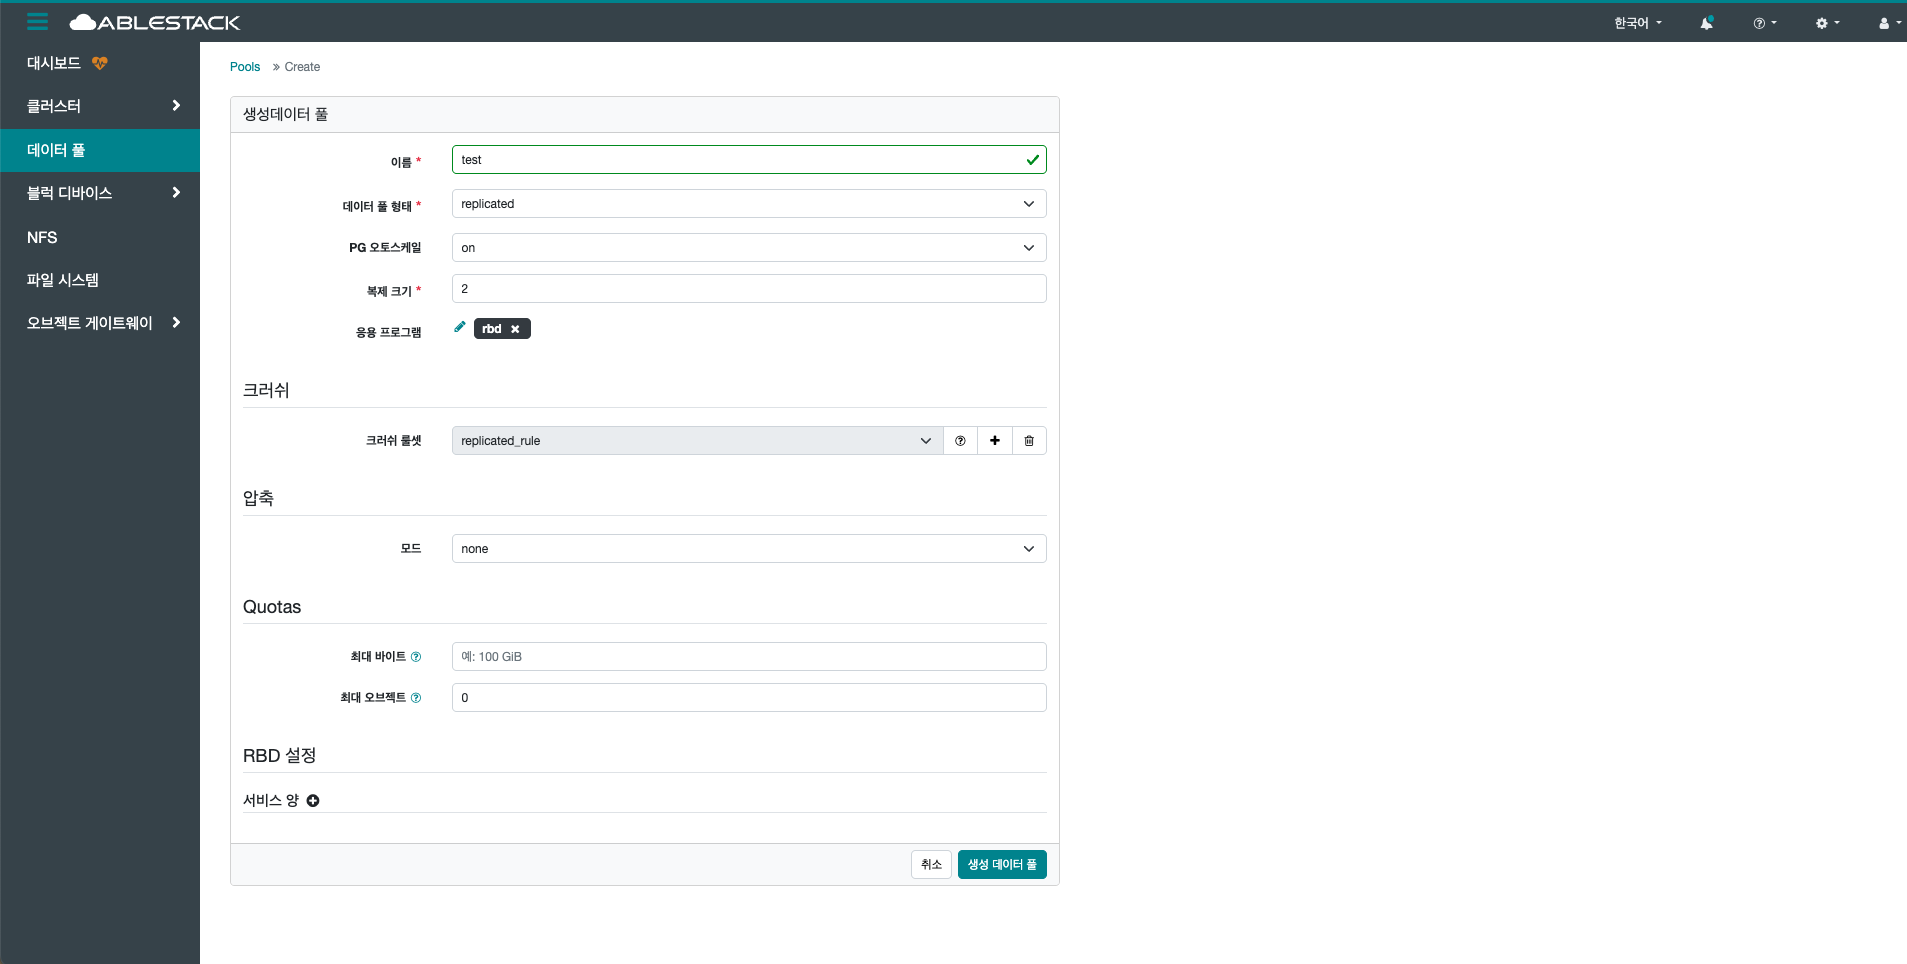 ABLESTACK
한국어
대시보드
클러스터
데이터 풀
블럭 디바이스
NFS
파일 시스템
오브젝트 게이트웨이
Pools » Create
생성데이터 풀
이름 * test
데이터 풀 형태 * replicated
PG 오토스케일 on
복제 크기 * 2
응용 프로그램 rbd
크러쉬
크러쉬 룰셋 replicated_rule
압축
모드 none
Quotas
최대 바이트 예: 100 GiB
최대 오브젝트 0
RBD 설정
서비스 양
취소 생성 데이터 풀